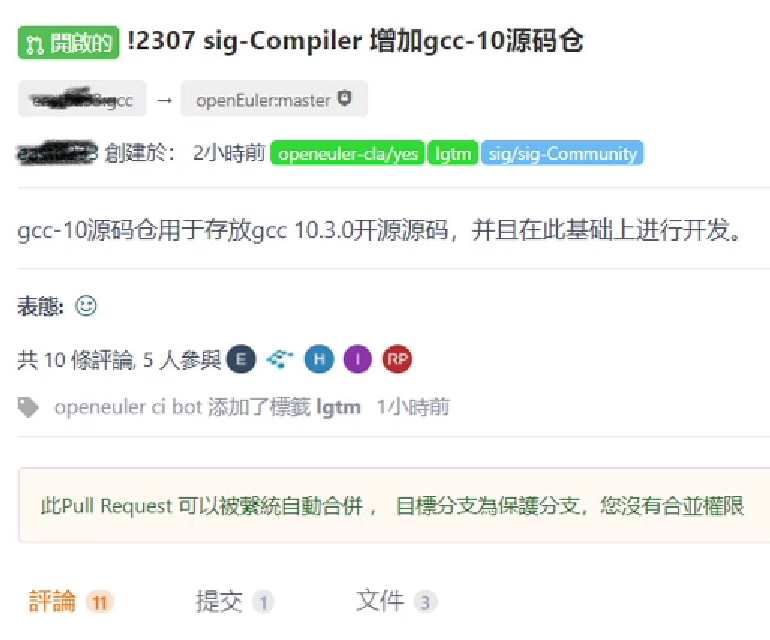 開啟的 !2307 sig-Compiler 增加gcc-10源码仓
:gcc → openEuler:master
創建於： 2小時前 openeuler-cla/yes lgtm sig/sig-Community
gcc-10源码仓用于存放gcc 10.3.0开源源码，并且在此基础上进行开发。
表態:
共 10 條評論, 5 人參與 E H I RP
openeuler ci bot 添加了標籤 lgtm 1小時前
此Pull Request 可以被繫統自動合併 ， 目標分支為保護分支，您沒有合並權限
評論 11 提交 1 文件 3